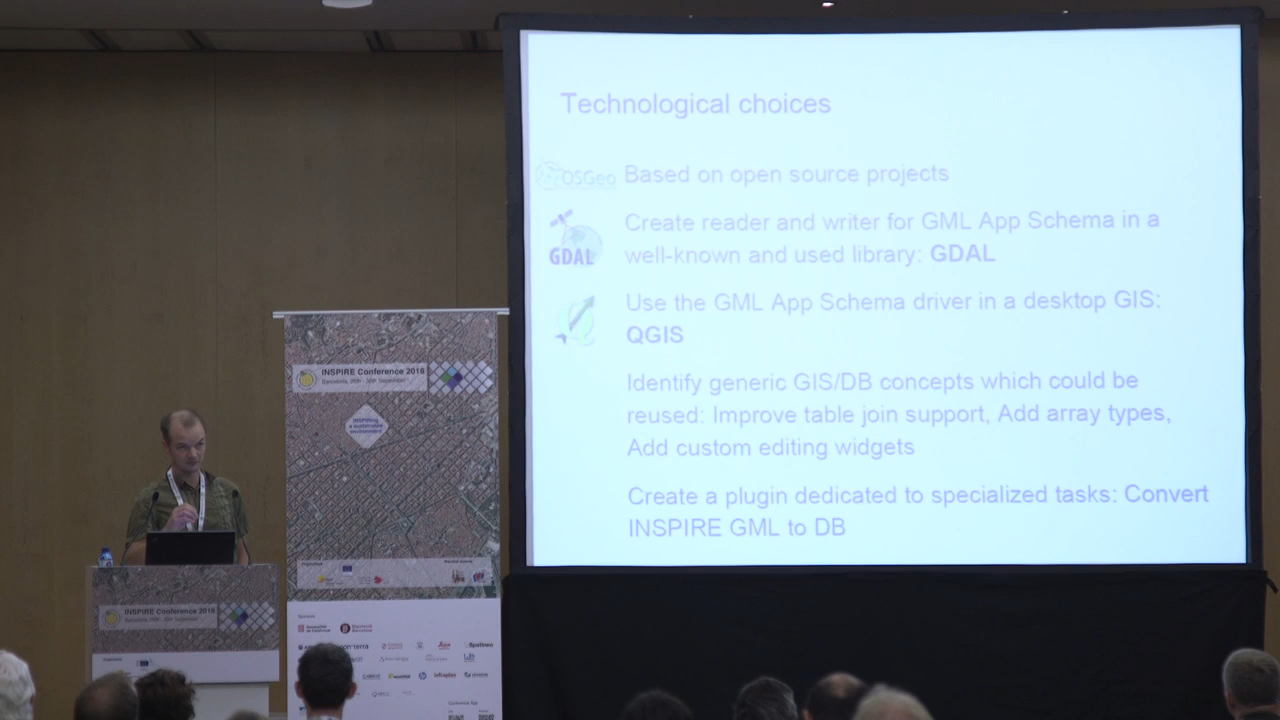 Technological choices
OSGeo
Based on open source projects
Create reader and writer for GML App Schema in a
well-known and used library: GDAL
GDAL
Use the GML App Schema driver in a desktop GIS:
QGIS
Identify generic GIS/DB concepts which could be
reused: Improve table join support, Add array types,
Add custom editing widgets
Create a plugin dedicated to specialized tasks: Convert
INSPIRE GML to DB
INSPIRE Conference 2016
INSPIRE Conference 2016